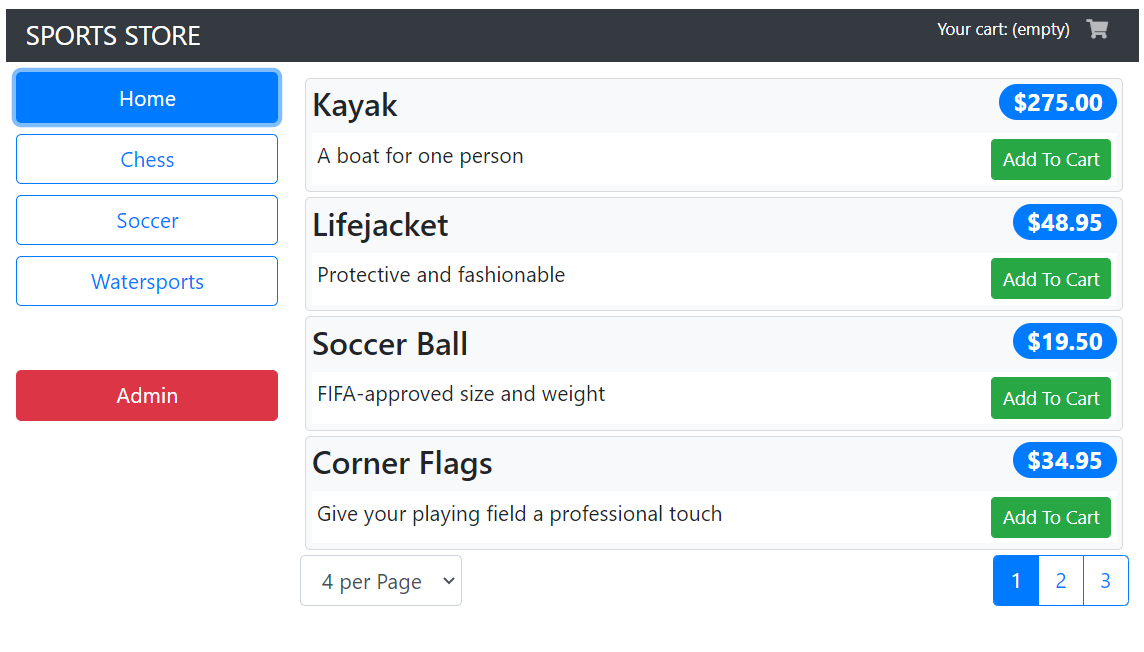 SPORTS STORE
Your cart: (empty)
Home
Chess
Soccer
Watersports
Admin
Kayak
$275.00
A boat for one person
Add To Cart
Lifejacket
$48.95
Protective and fashionable
Add To Cart
Soccer Ball
$19.50
FIFA-approved size and weight
Add To Cart
Corner Flags
$34.95
Give your playing field a professional touch
Add To Cart
4 per Page
1 2 3